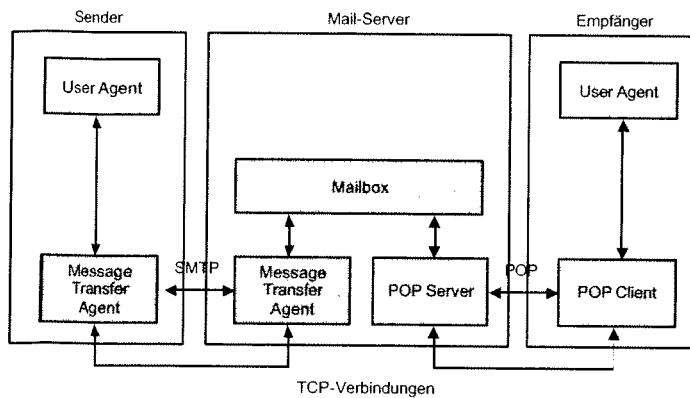 Sender
Mail-Server
Empfänger
User Agent
User Agent
Mailbox
Message
Transfer
Agent
SMTP
Message
Transfer
Agent
POP Server
POP
POP Client
TCP-Verbindungen